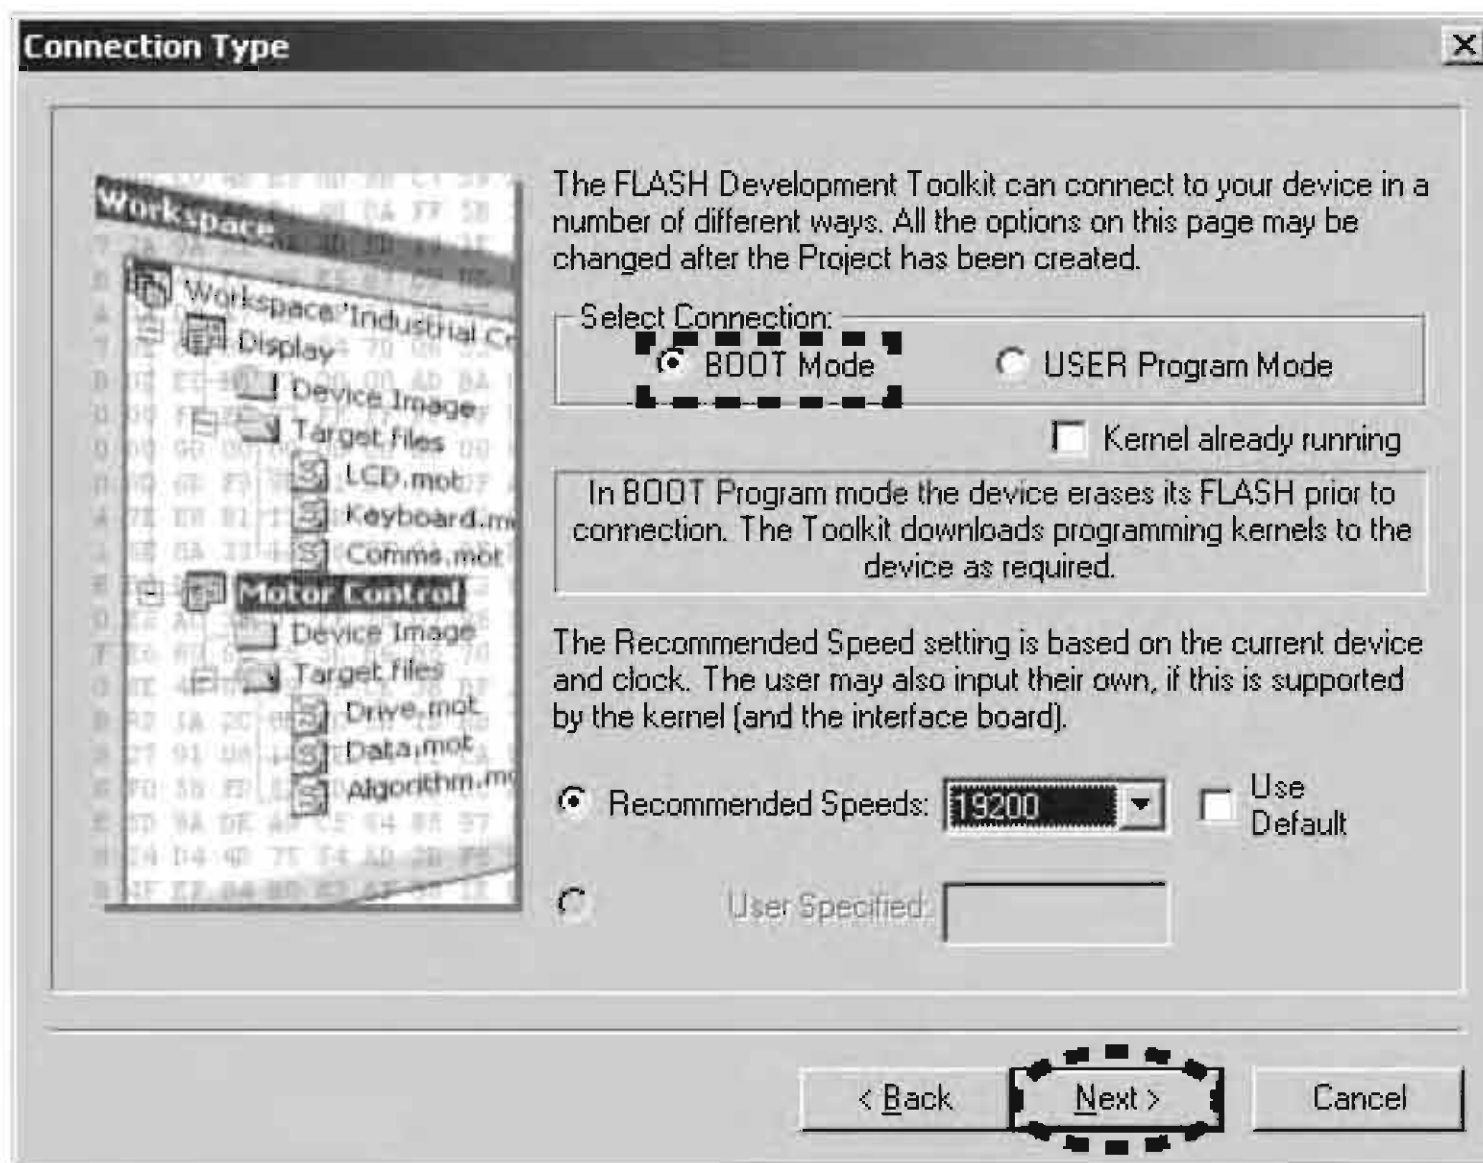 Connection Type
Workspace
Workspace 'Industrial
Display
Device Image
Target files
LCD.mot
Keyboard
Comms.mot
Motor Control
Device Image
Target files
Drive.mot
Data.mot
Algorithm
The FLASH Development Toolkit can connect to your device in a
number of different ways. All the options on this page may be
changed after the Project has been created.
Select Connection:
BOOT Mode
USER Program Mode
Kernel already running
In BOOT Program mode the device erases its FLASH prior to
connection. The Toolkit downloads programming kernels to the
device as required.
The Recommended Speed setting is based on the current device
and clock. The user may also input their own, if this is supported
by the kernel (and the interface board).
Recommended Speeds:
19200
Use
Default
User Specified:
< Back
Next >
Cancel